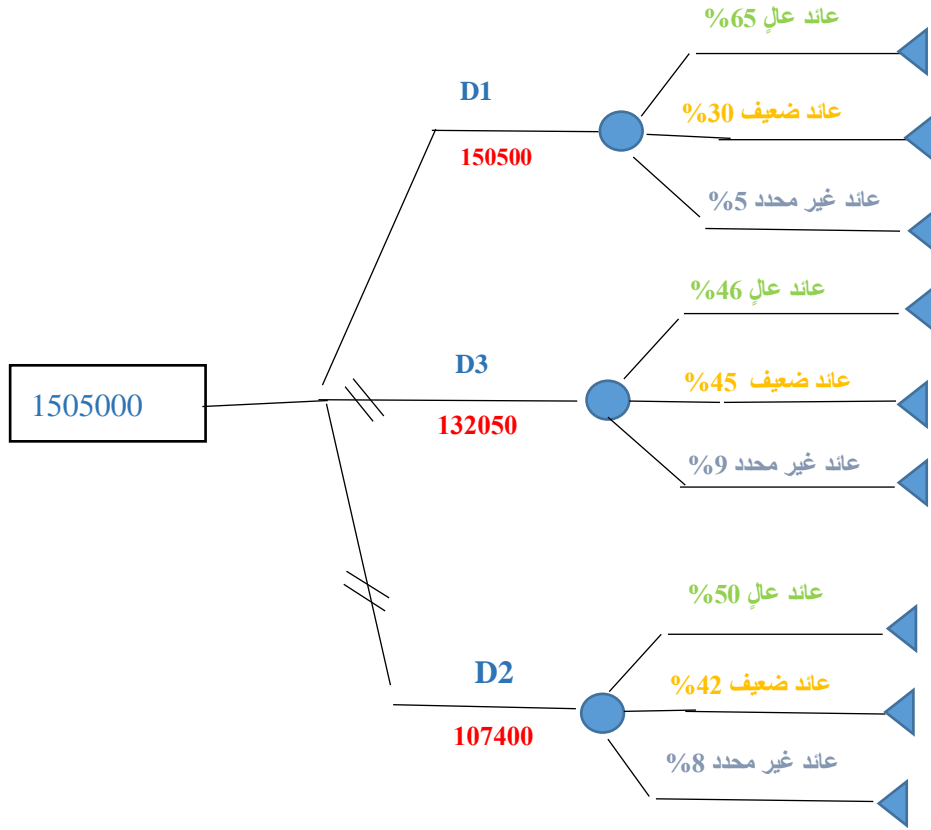 عائد عالٍ 65%
D1
عائد ضعيف 30%
150500
عائد غير محدد 5%
عائد عالٍ 46%
D3
عائد ضعيف 45%
1505000
132050
عائد غير محدد 9%
عائد عالٍ 50%
D2
عائد ضعيف 42%
107400
عائد غير محدد 8%